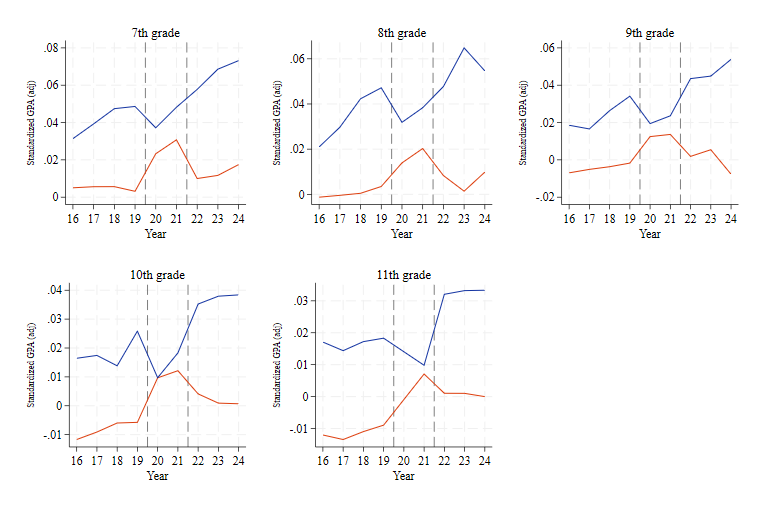 7th grade
.08
.06
.04
.02
0
Standardized GPA (adj)
16 17 18 19 20 21 22 23 24
Year
8th grade
.06
.04
.02
0
Standardized GPA (adj)
16 17 18 19 20 21 22 23 24
Year
9th grade
.06
.04
.02
0
-.02
Standardized GPA (adj)
16 17 18 19 20 21 22 23 24
Year
10th grade
.04
.03
.02
.01
0
-.01
Standardized GPA (adj)
16 17 18 19 20 21 22 23 24
Year
11th grade
.03
.02
.01
0
-.01
Standardized GPA (adj)
16 17 18 19 20 21 22 23 24
Year